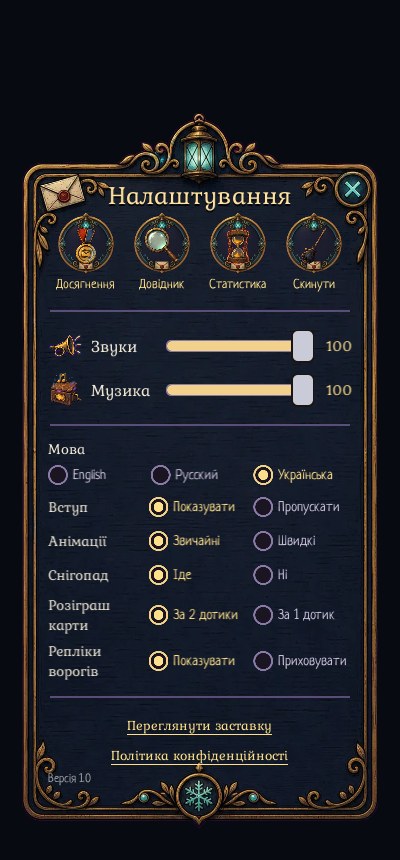 Налаштування
Досягнення Довідник Статистика Скинути
Звуки 100
Музика 100
Мова
English Русский Українська
Вступ Показувати Пропускати
Анімації Звичайні Швидкі
Снігопад Іде Ні
Розіграш карти За 2 дотики За 1 дотик
Репліки ворогів Показувати Приховувати
Переглянути заставку
Політика конфіденційності
Версія 1.0